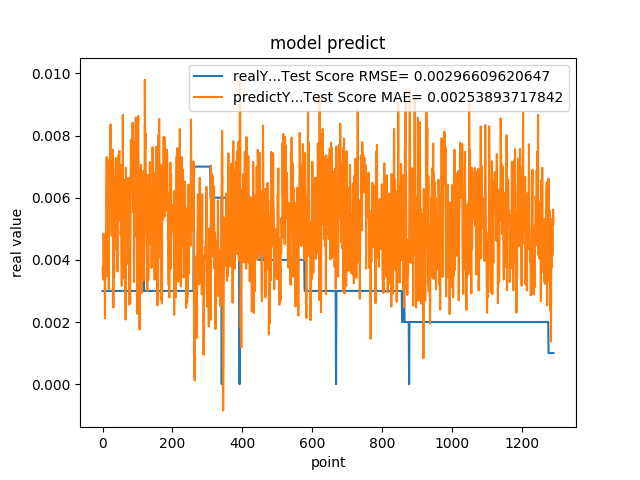 model predict
realY...Test Score RMSE= 0.00296609620647
predictY...Test Score MAE= 0.00253893717842
0.010
0.008
0.006
0.004
0.002
0.000
real value
0 200 400 600 800 1000 1200
point